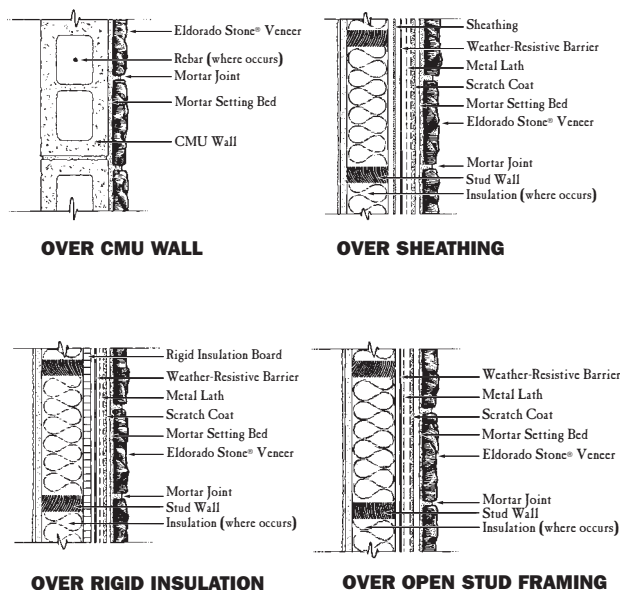 Eldorado Stone® Veneer
Rebar (where occurs)
Mortar Joint
Mortar Setting Bed
CMU Wall
OVER CMU WALL
Sheathing
Weather-Resistive Barrier
Metal Lath
Scratch Coat
Mortar Setting Bed
Eldorado Stone® Veneer
Mortar Joint
Stud Wall
Insulation (where occurs)
OVER SHEATHING
Rigid Insulation Board
Weather-Resistive Barrier
Metal Lath
Scratch Coat
Mortar Setting Bed
Eldorado Stone® Veneer
Mortar Joint
Stud Wall
Insulation (where occurs)
OVER RIGID INSULATION
Weather-Resistive Barrier
Metal Lath
Scratch Coat
Mortar Setting Bed
Eldorado Stone® Veneer
Mortar Joint
Stud Wall
Insulation (where occurs)
OVER OPEN STUD FRAMING